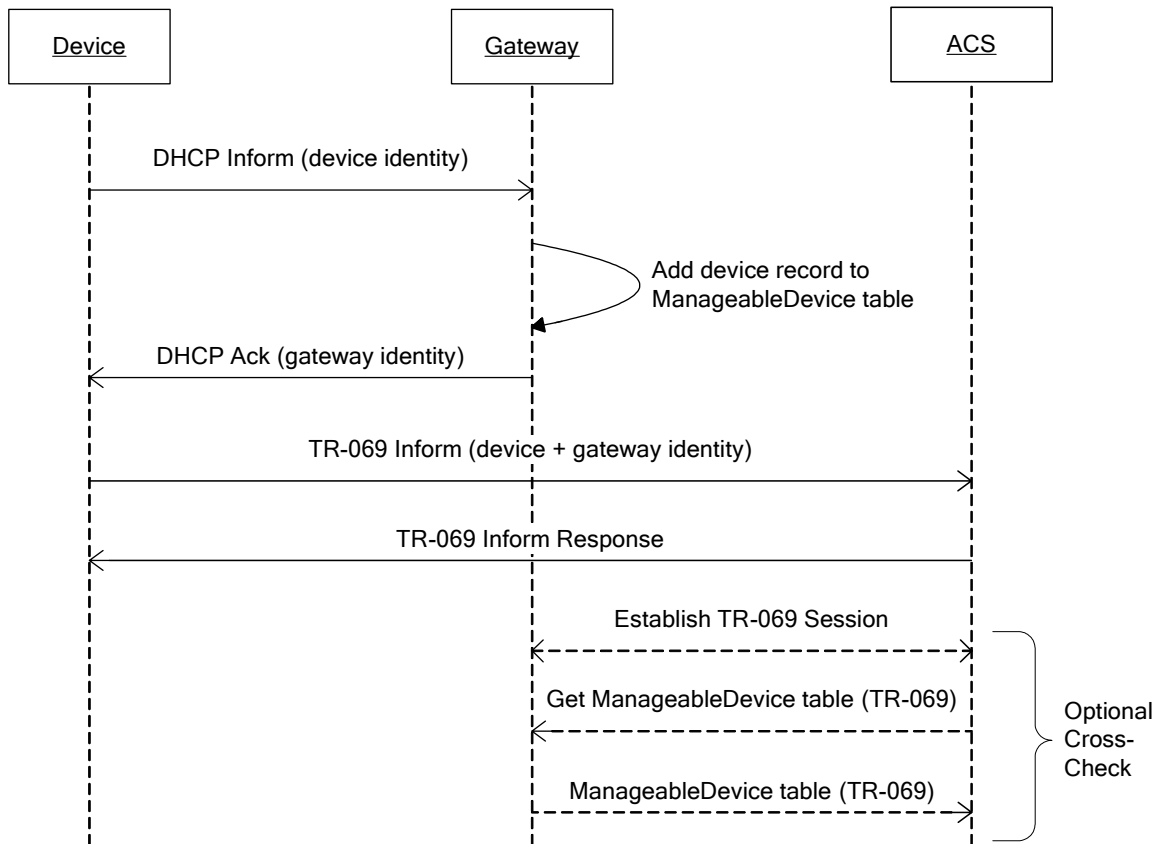 Device
Gateway
ACS
DHCP Inform (device identity)
Add device record to
ManageableDevice table
DHCP Ack (gateway identity)
TR-069 Inform (device + gateway identity)
TR-069 Inform Response
Establish TR-069 Session
Get ManageableDevice table (TR-069)
ManageableDevice table (TR-069)
Optional
Cross-
Check